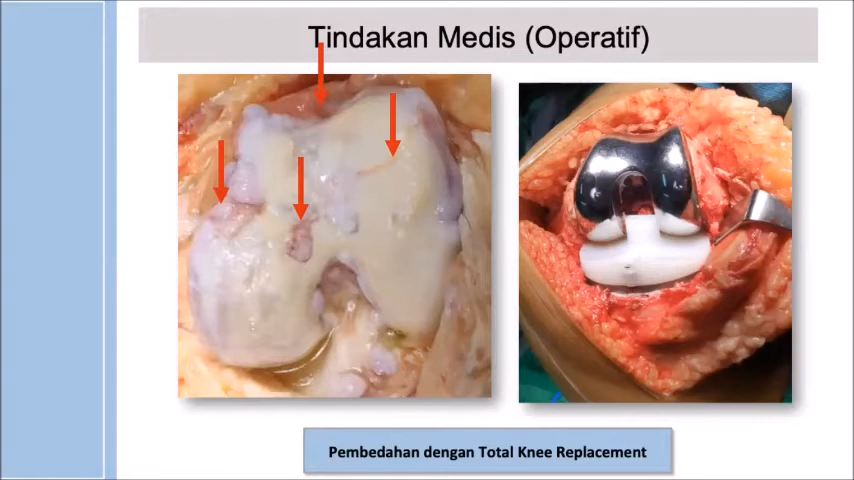 Tindakan Medis (Operatif)
Pembedahan dengan Total Knee Replacement